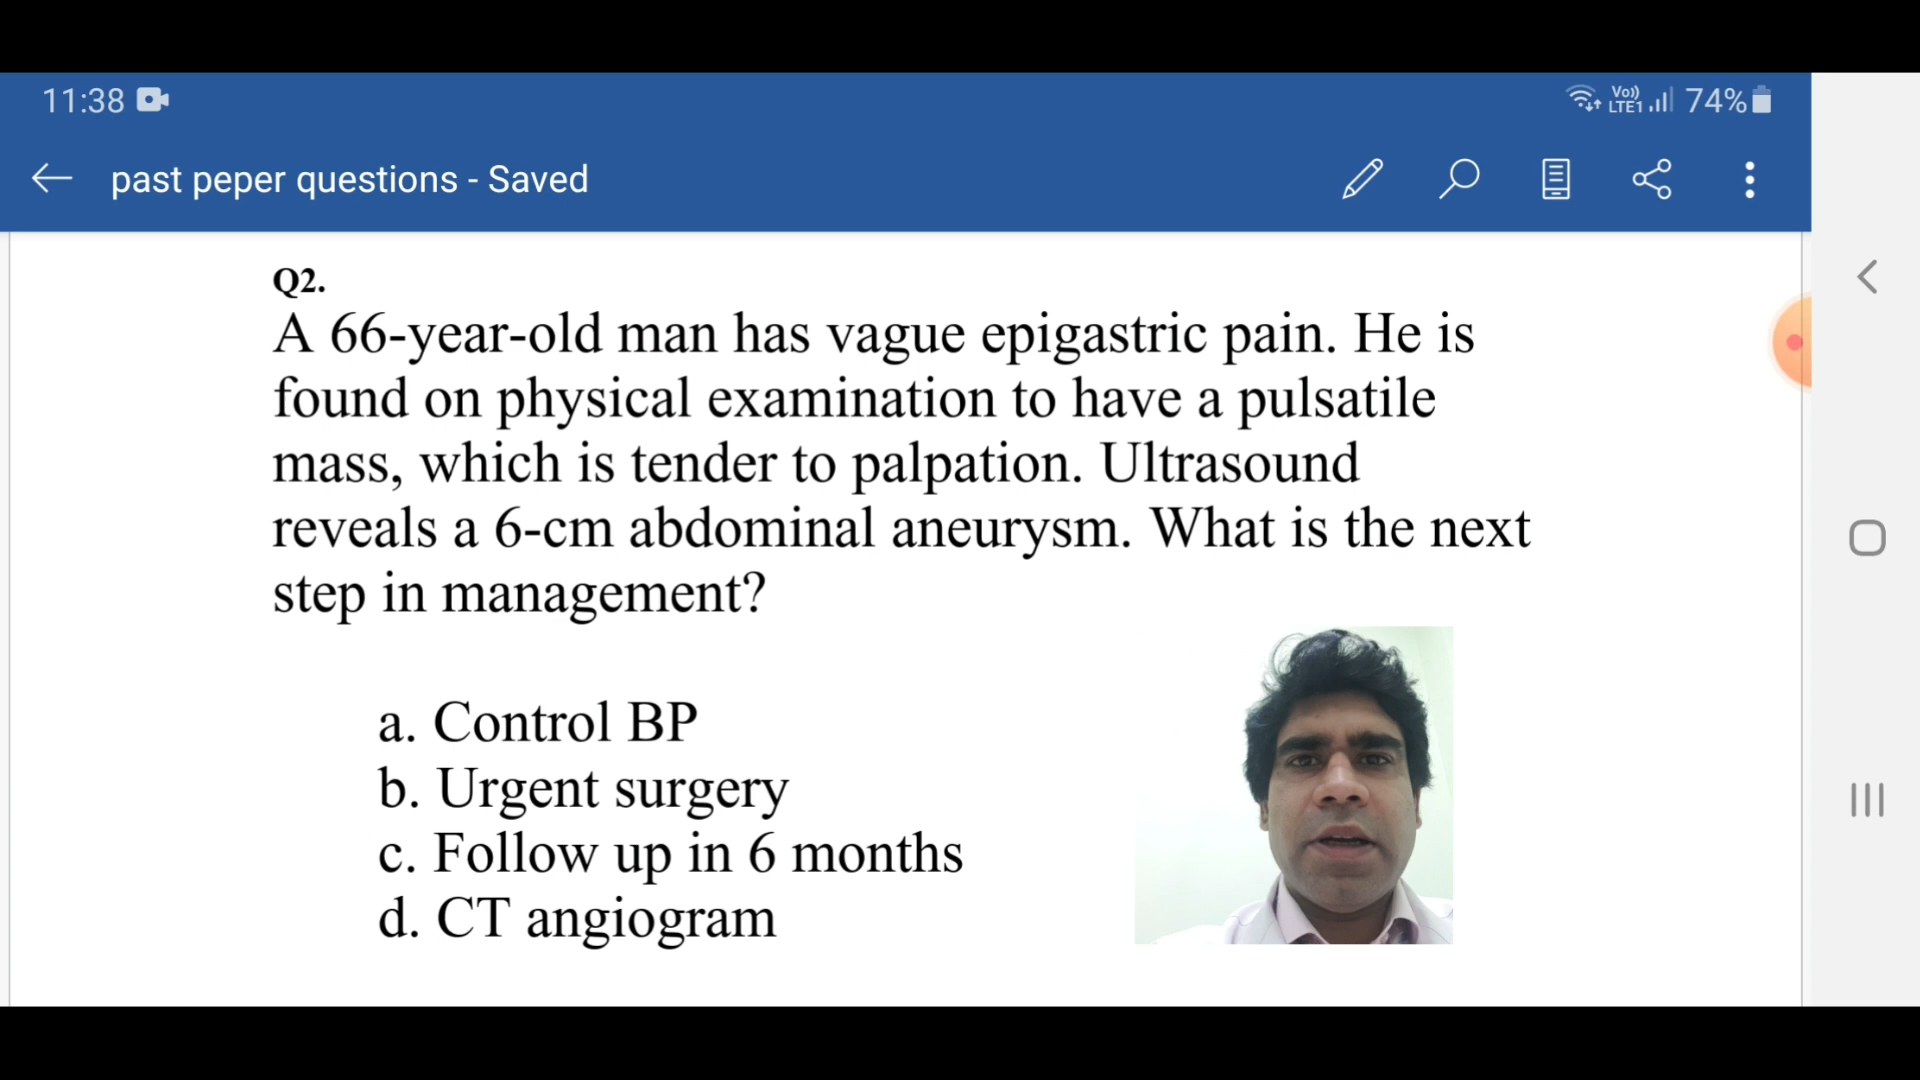 11:38
Vo)) LTE1 74%
past peper questions - Saved
Q2.
A 66-year-old man has vague epigastric pain. He is
found on physical examination to have a pulsatile
mass, which is tender to palpation. Ultrasound
reveals a 6-cm abdominal aneurysm. What is the next
step in management?
a. Control BP
b. Urgent surgery
c. Follow up in 6 months
d. CT angiogram